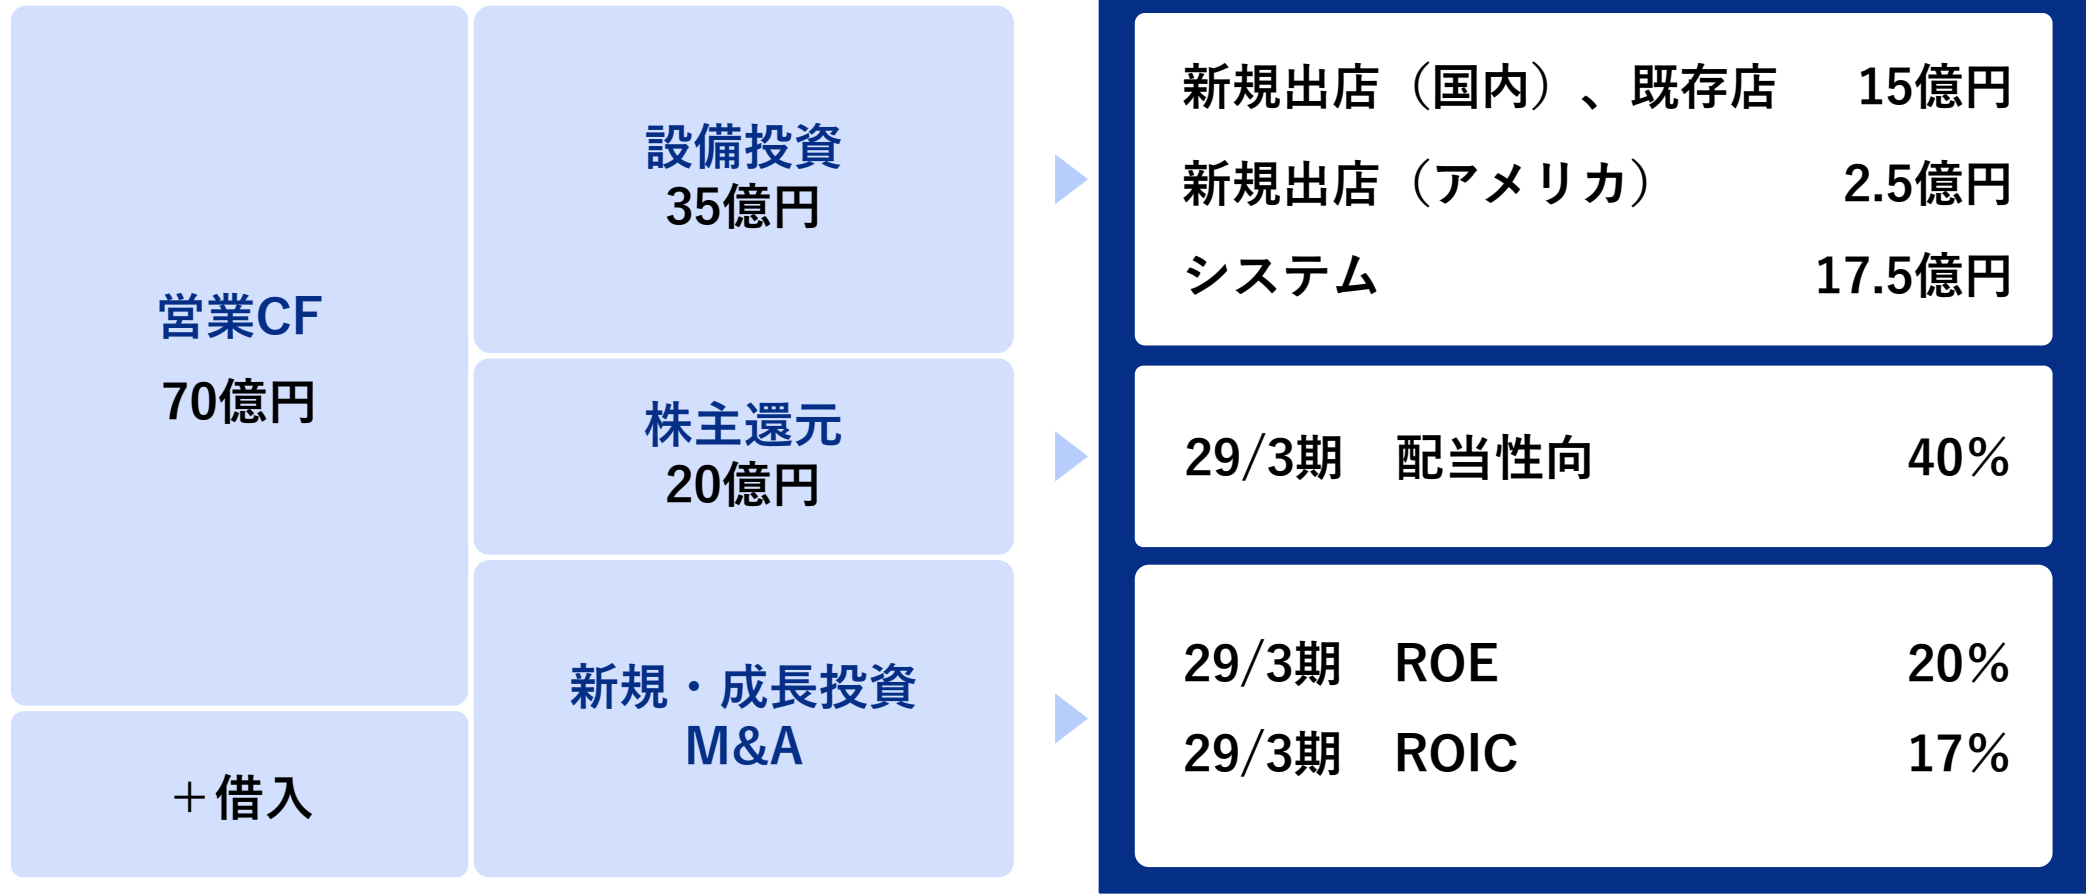 営業CF
70億円
＋借入
設備投資
35億円
株主還元
20億円
新規・成長投資
M&A
新規出店（国内）、既存店 15億円
新規出店（アメリカ） 2.5億円
システム 17.5億円
29/3期 配当性向 40%
29/3期 ROE 20%
29/3期 ROIC 17%